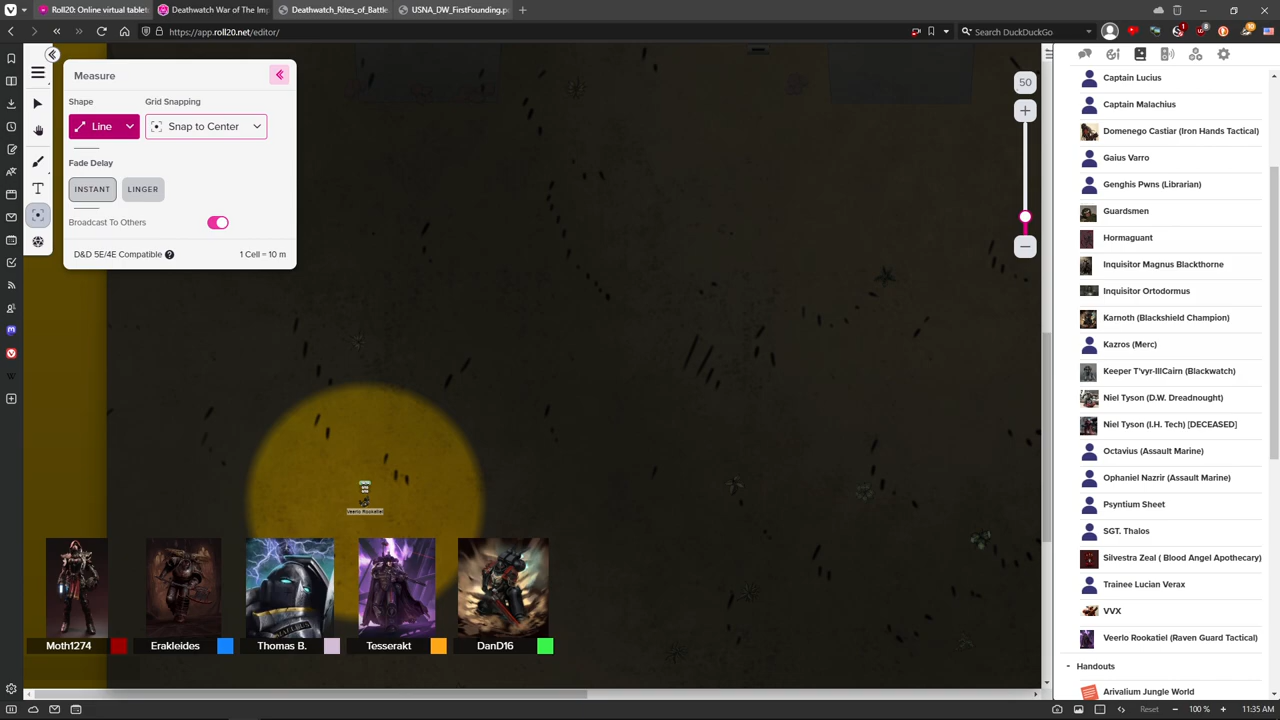 Roll20: Online virtual tablet
Deathwatch War of The Imp
Deathwatch_Rites_of_Battle
USNA_DW_FirstFounding.p
https://app.roll20.net/editor/
Search DuckDuckGo
Measure
Shape
Grid Snapping
Line
Snap to Center
Fade Delay
INSTANT
LINGER
Broadcast To Others
D&D 5E/4E Compatible
1 Cell = 10 m
50
Veerlo Rookatiel
Moth1274
Erakleides
Thomas B.
Tesserakt
DanD16
Captain Lucius
Captain Malachius
Domenego Castiar (Iron Hands Tactical)
Gaius Varro
Genghis Pwns (Librarian)
Guardsmen
Hormaguant
Inquisitor Magnus Blackthorne
Inquisitor Ortodormus
Karnoth (Blackshield Champion)
Kazros (Merc)
Keeper T'vyr-IllCairn (Blackwatch)
Niel Tyson (D.W. Dreadnought)
Niel Tyson (I.H. Tech) [DECEASED]
Octavius (Assault Marine)
Ophaniel Nazrir (Assault Marine)
Psyntium Sheet
SGT. Thalos
Silvestra Zeal ( Blood Angel Apothecary)
Trainee Lucian Verax
VVX
Veerlo Rookatiel (Raven Guard Tactical)
Handouts
Arivalium Jungle World
Reset
100 %
11:35 AM